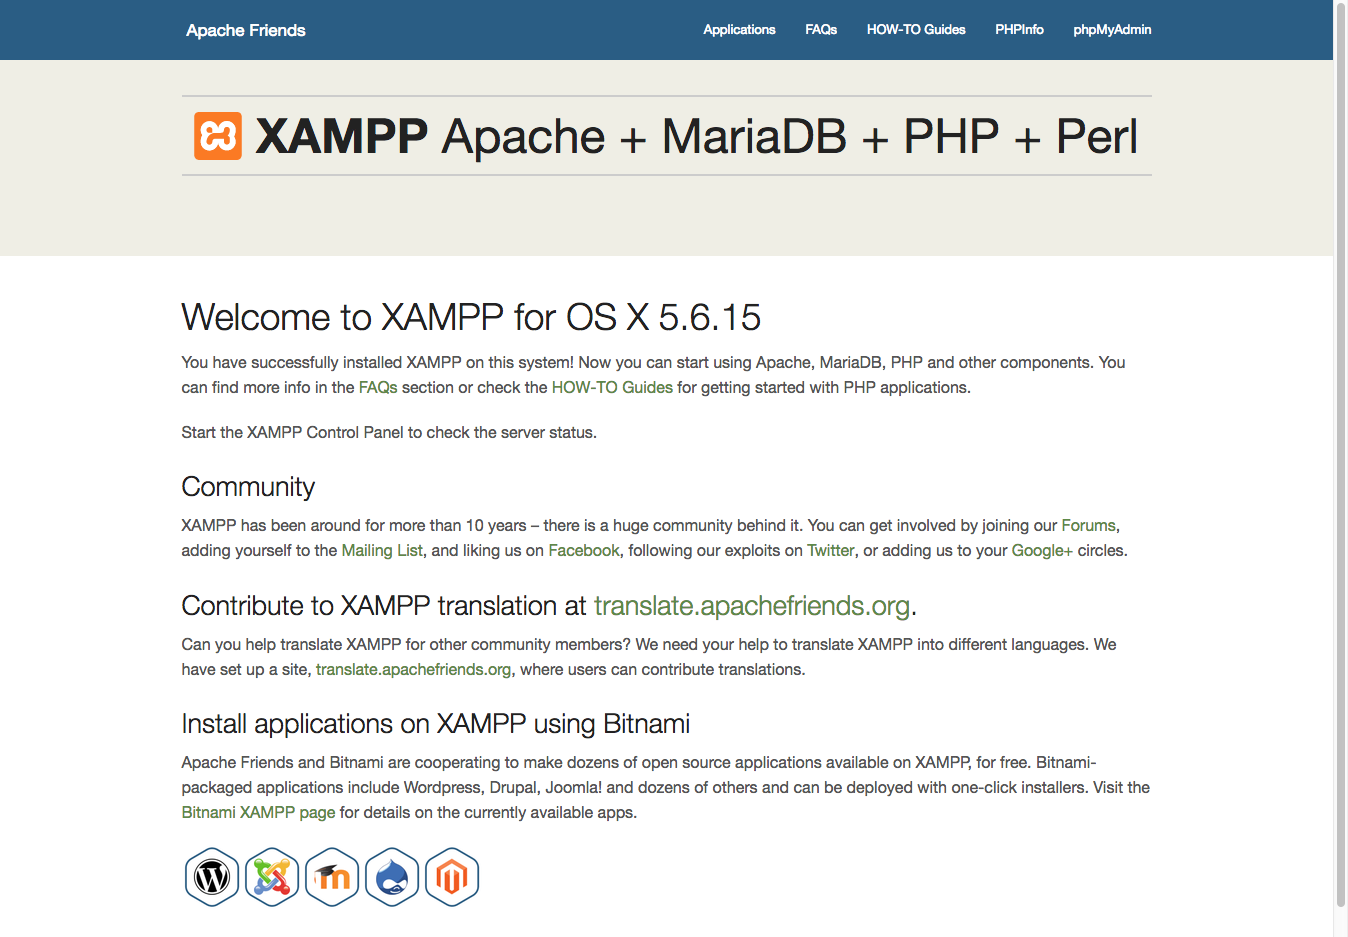 Apache Friends
Applications FAQs HOW-TO Guides PHPInfo phpMyAdmin
XAMPP Apache + MariaDB + PHP + Perl
Welcome to XAMPP for OS X 5.6.15
You have successfully installed XAMPP on this system! Now you can start using Apache, MariaDB, PHP and other components. You
can find more info in the FAQs section or check the HOW-TO Guides for getting started with PHP applications.
Start the XAMPP Control Panel to check the server status.
Community
XAMPP has been around for more than 10 years – there is a huge community behind it. You can get involved by joining our Forums,
adding yourself to the Mailing List, and liking us on Facebook, following our exploits on Twitter, or adding us to your Google+ circles.
Contribute to XAMPP translation at translate.apachefriends.org.
Can you help translate XAMPP for other community members? We need your help to translate XAMPP into different languages. We
have set up a site, translate.apachefriends.org, where users can contribute translations.
Install applications on XAMPP using Bitnami
Apache Friends and Bitnami are cooperating to make dozens of open source applications available on XAMPP, for free. Bitnami-
packaged applications include Wordpress, Drupal, Joomla! and dozens of others and can be deployed with one-click installers. Visit the
Bitnami XAMPP page for details on the currently available apps.